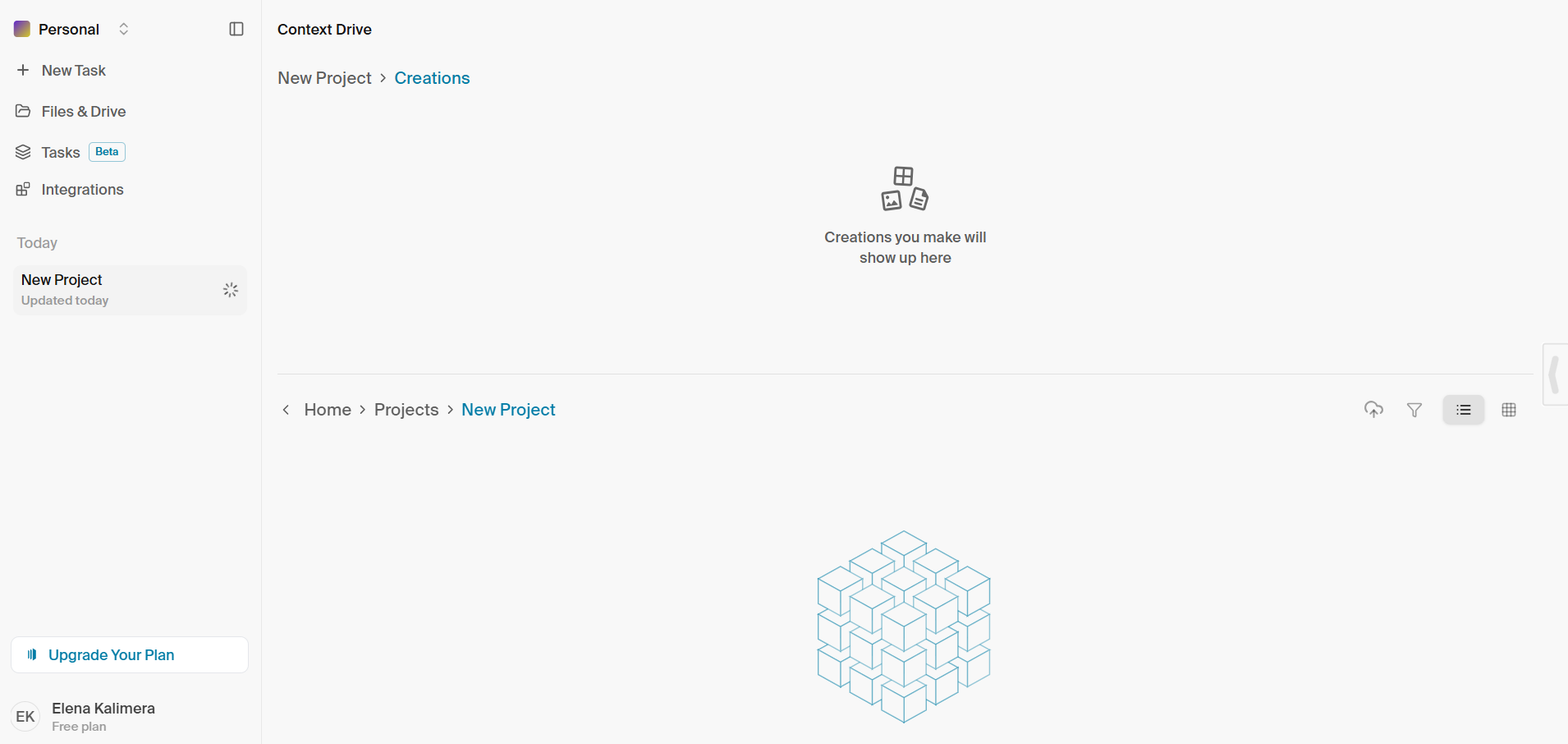 Personal
New Task
Files & Drive
Tasks Beta
Integrations
Today
New Project
Updated today
Upgrade Your Plan
EK
Elena Kalimera
Free plan
Context Drive
New Project > Creations
Creations you make will
show up here
Home > Projects > New Project